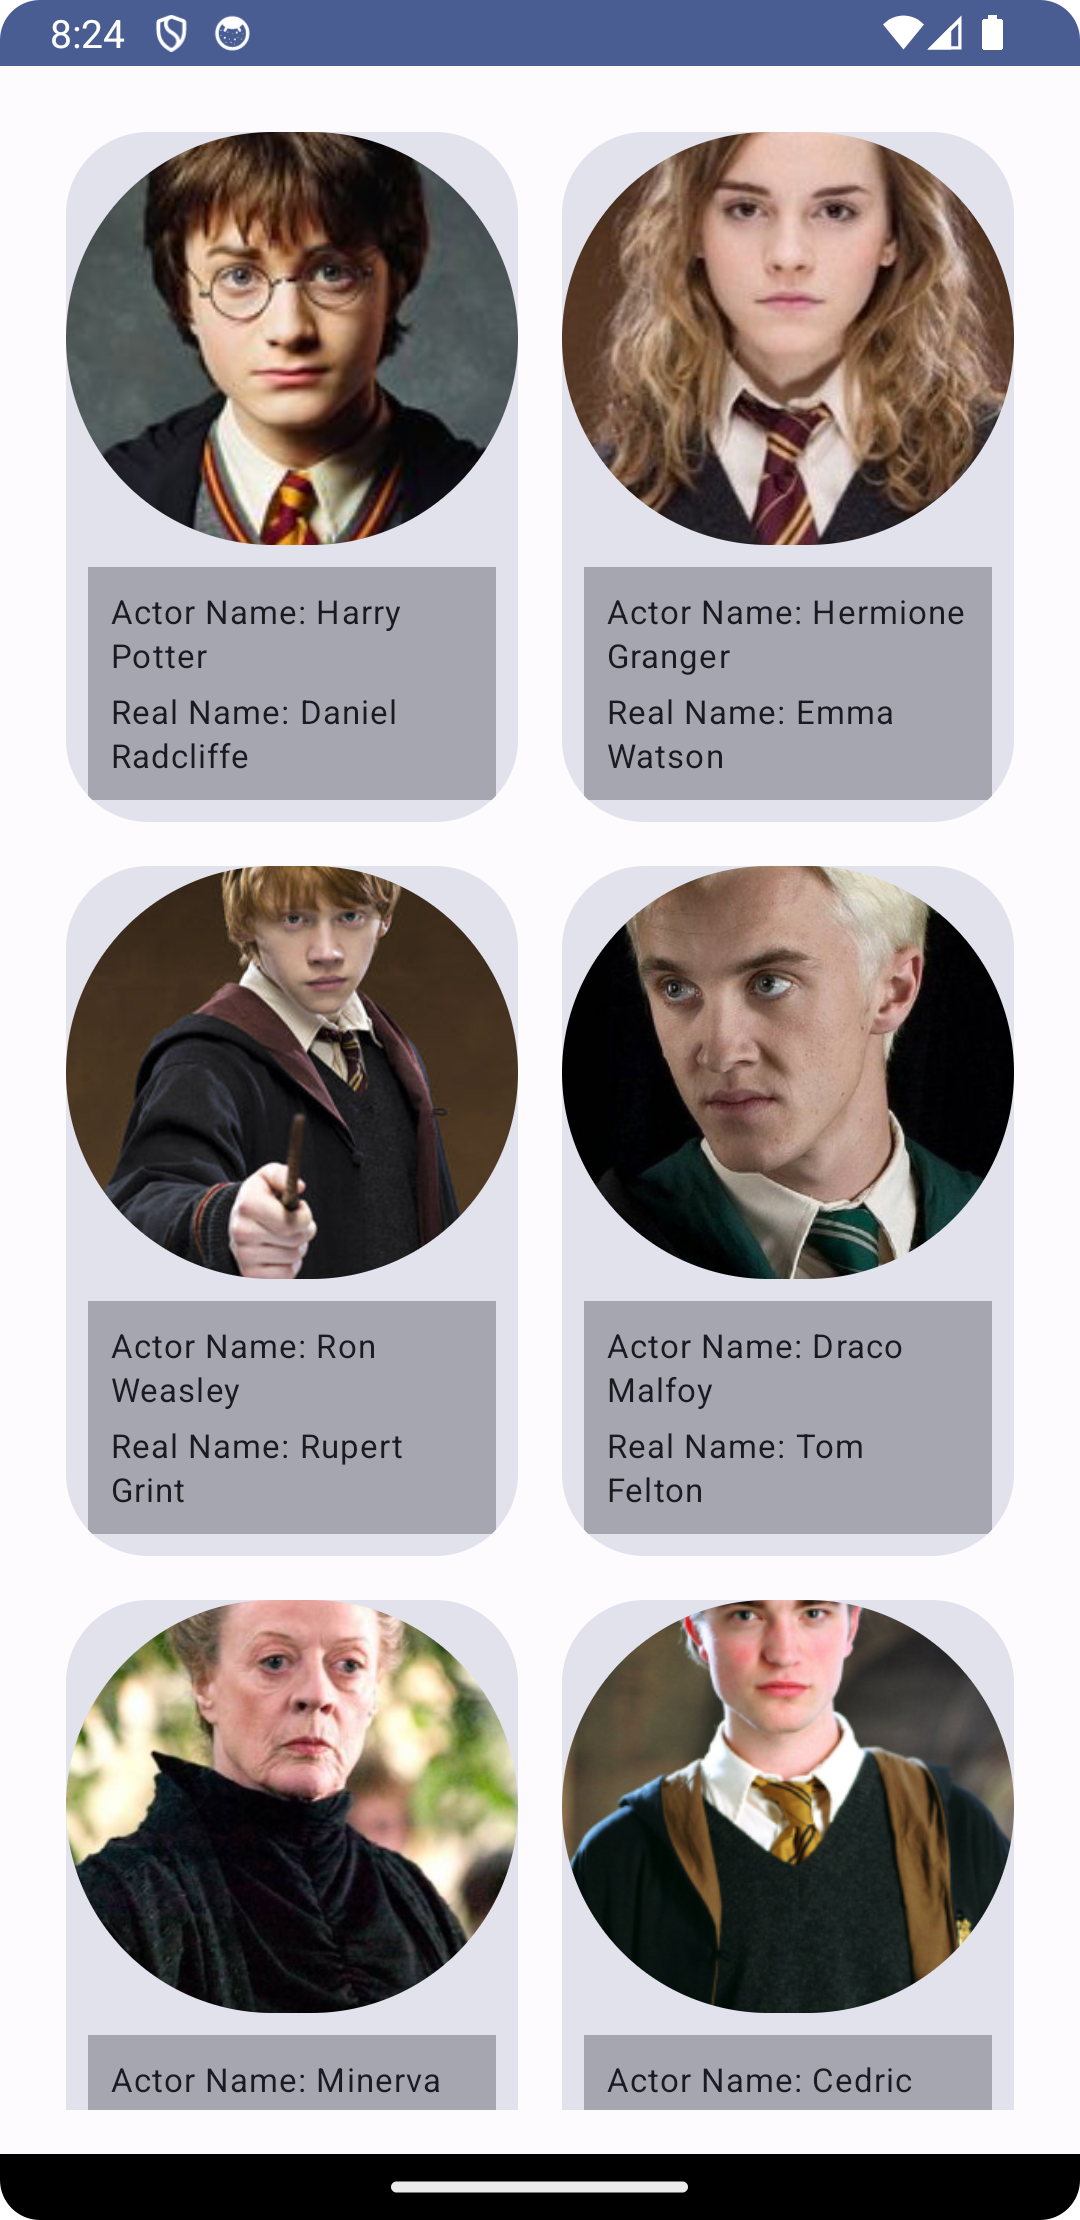 8:24
Actor Name: Harry
Potter
Real Name: Daniel
Radcliffe
Actor Name: Hermione
Granger
Real Name: Emma
Watson
Actor Name: Ron
Weasley
Real Name: Rupert
Grint
Actor Name: Draco
Malfoy
Real Name: Tom
Felton
Actor Name: Minerva
Actor Name: Cedric